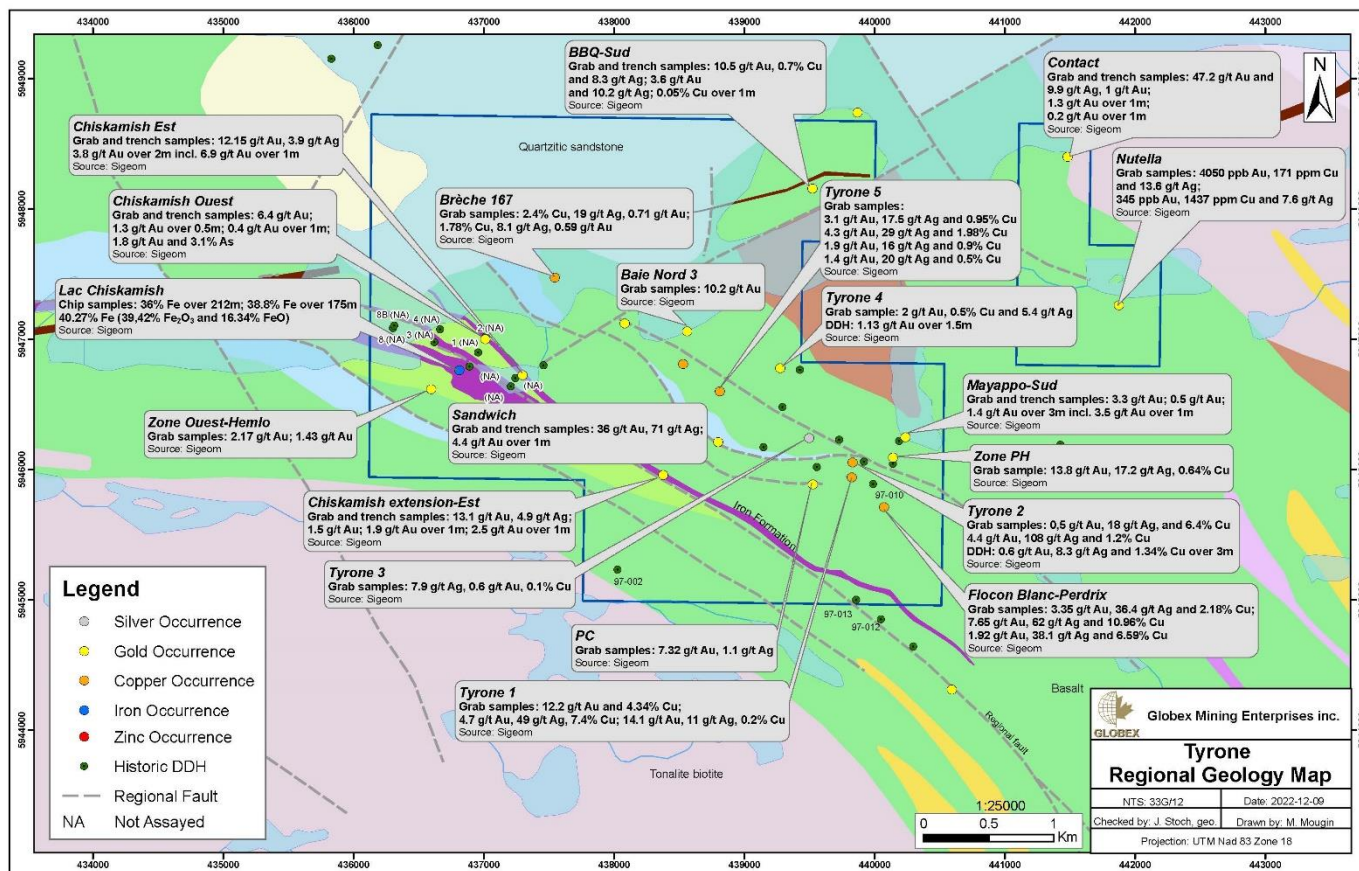 434000 435000 436000 437000 438000 439000 440000 441000 442000 443000
5949000
5948000
5947000
5946000
5945000
5944000
BBQ-Sud
Grab and trench samples: 10.5 g/t Au, 0.7% Cu
and 8.3 g/t Ag; 3.6 g/t Au
and 10.2 g/t Ag; 0.05% Cu over 1m
Source: Sigeom
Contact
Grab and trench samples: 47.2 g/t Au and
9.9 g/t Ag, 1 g/t Au;
1.3 g/t Au over 1m;
0.2 g/t Au over 1m
Source: Sigeom
N
Chiskamish Est
Grab and trench samples: 12.15 g/t Au, 3.9 g/t Ag
3.8 g/t Au over 2m incl. 6.9 g/t Au over 1m
Source: Sigeom
Quartzitic sandstone
Nutella
Grab samples: 4050 ppb Au, 171 ppm Cu
and 13.6 g/t Ag;
345 ppb Au, 1437 ppm Cu and 7.6 g/t Ag
Source: Sigeom
Chiskamish Ouest
Grab and trench samples: 6.4 g/t Au;
1.3 g/t Au over 0.5m; 0.4 g/t Au over 1m;
1.8 g/t Au and 3.1% As
Source: Sigeom
Brèche 167
Grab samples: 2.4% Cu, 19 g/t Ag, 0.71 g/t Au;
1.78% Cu, 8.1 g/t Ag, 0.59 g/t Au
Source: Sigeom
Tyrone 5
Grab samples:
3.1 g/t Au, 17.5 g/t Ag and 0.95% Cu
4.3 g/t Au, 29 g/t Ag and 1.98% Cu
1.9 g/t Au, 16 g/t Ag and 0.9% Cu
1.4 g/t Au, 20 g/t Ag and 0.5% Cu
Source: Sigeom
Lac Chiskamish
Chip samples: 36% Fe over 212m; 38.8% Fe over 175m
40.27% Fe (39,42% Fe₂O₃ and 16.34% FeO)
Source: Sigeom
Baie Nord 3
Grab samples: 10.2 g/t Au
Source: Sigeom
Tyrone 4
Grab sample: 2 g/t Au, 0.5% Cu and 5.4 g/t Ag
DDH: 1.13 g/t Au over 1.5m
Source: Sigeom
8B (NA)
4 (NA)
2 (NA)
3 (NA)
8 (NA)
1 (NA)
(NA)
(NA)
(NA)
(NA)
Mayappo-Sud
Grab samples: 3.3 g/t Au; 0.5 g/t Au;
1.4 g/t Au over 3m incl. 3.5 g/t Au over 1m
Source: Sigeom
Zone Ouest-Hemlo
Grab samples: 2.17 g/t Au; 1.43 g/t Au
Source: Sigeom
Sandwich
Grab and trench samples: 36 g/t Au, 71 g/t Ag;
4.4 g/t Au over 1m
Source: Sigeom
Zone PH
Grab sample: 13.8 g/t Au, 17.2 g/t Ag, 0.64% Cu
Source: Sigeom
97-010
Chiskamish extension-Est
Grab and trench samples: 13.1 g/t Au, 4.9 g/t Ag;
1.5 g/t Au; 1.9 g/t Au over 1m; 2.5 g/t Au over 1m
Source: Sigeom
Iron Formation
Tyrone 2
Grab samples: 0,5 g/t Au, 18 g/t Ag, and 6.4% Cu
4.4 g/t Au, 108 g/t Ag and 1.2% Cu
DDH: 0.6 g/t Au, 8.3 g/t Ag and 1.34% Cu over 3m
Source: Sigeom
Tyrone 3
Grab samples: 7.9 g/t Ag, 0.6 g/t Au, 0.1% Cu
Source: Sigeom
97-002
97-013
97-012
Flocon Blanc-Perdrix
Grab samples: 3.35 g/t Au, 36.4 g/t Ag and 2.18% Cu;
7.65 g/t Au, 62 g/t Ag and 10.96% Cu
1.92 g/t Au, 38.1 g/t Ag and 6.59% Cu
Source: Sigeom
PC
Grab samples: 7.32 g/t Au, 1.1 g/t Ag
Source: Sigeom
Tyrone 1
Grab samples: 12.2 g/t Au and 4.34% Cu;
4.7 g/t Au, 49 g/t Ag, 7.4% Cu; 14.1 g/t Au, 11 g/t Ag, 0.2% Cu
Source: Sigeom
Basalt
Regional fault
Tonalite biotite
Legend
Silver Occurrence
Gold Occurrence
Copper Occurrence
Iron Occurrence
Zinc Occurrence
Historic DDH
Regional Fault
NA Not Assayed
1:25000
0 0.5 1
Km
GLOBEX
Globex Mining Enterprises inc.
Tyrone
Regional Geology Map
NTS: 33G/12
Date: 2022-12-09
Checked by: J. Stoch, geo.
Drawn by: M. Mougin
Projection: UTM Nad 83 Zone 18
434000 435000 436000 437000 438000 439000 440000 441000 442000 443000